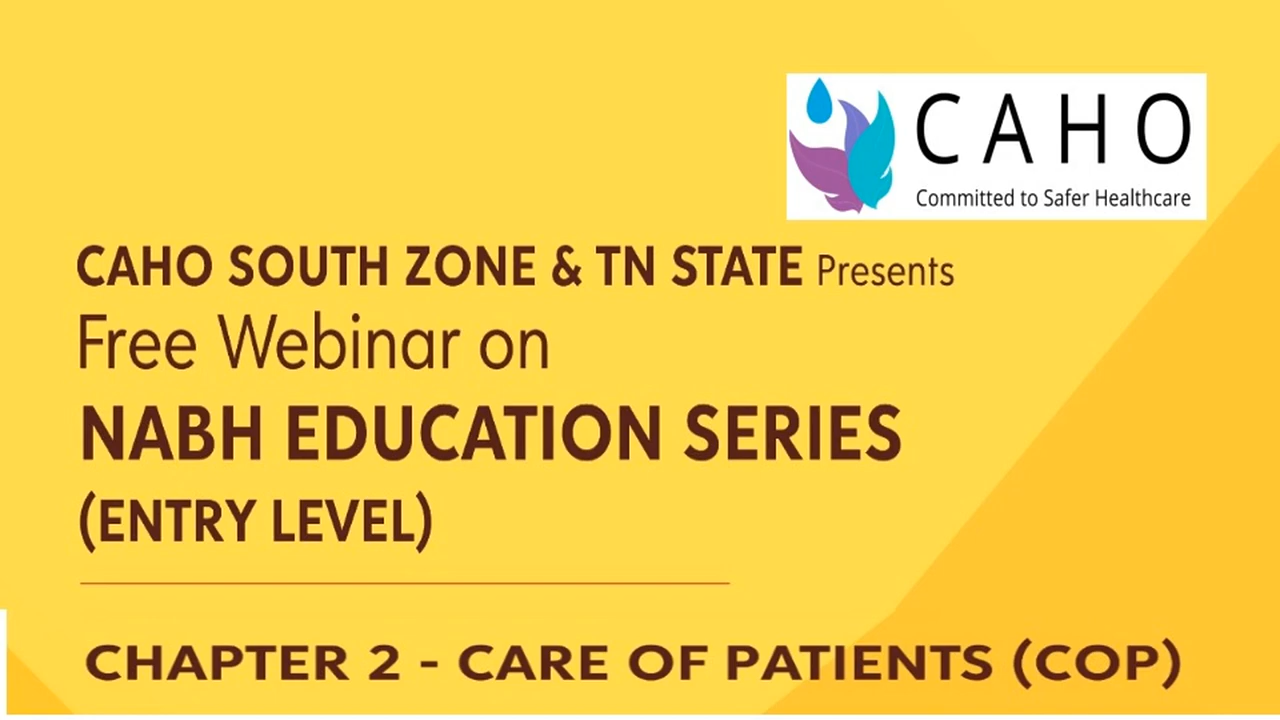 CAHO
Committed to Safer Healthcare
CAHO SOUTH ZONE & TN STATE Presents
Free Webinar on
NABH EDUCATION SERIES
(ENTRY LEVEL)
CHAPTER 2 - CARE OF PATIENTS (COP)